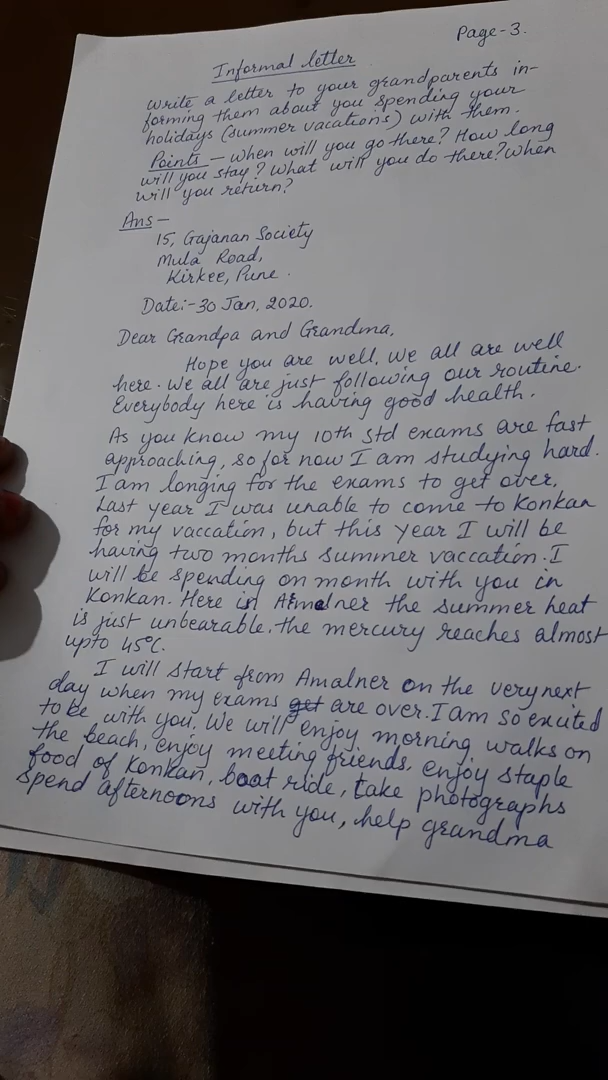 Page-3.
Informal letter
Write a letter to your grandparents in-
forming them about you spending your
holidays (summer vacations) with them.
Points - When will you go there? How long
will you stay? What will you do there? When
will you return?
Ans -
15, Gajanan Society
Mula Road,
Kirkee, Pune.
Date:- 30 Jan, 2020.
Dear Grandpa and Grandma,
Hope you are well. We all are well
here. We all are just following our routine.
Everybody here is having good health.
As you know my 10th std exams are fast
approaching, so for now I am studying hard.
I am longing for the exams to get over.
Last year I was unable to come to Konkan
for my vaccation, but this year I will be
having two months summer vaccation. I
will be spending on month with you in
Konkan. Here in Amalner the summer heat
is just unbearable. the mercury reaches almost
upto 45°C.
I will start from Amalner on the very next
day when my exams get are over. I am so excited
to be with you. We will enjoy morning walks on
the beach, enjoy meeting friends, enjoy staple
food of Konkan, boat ride, take photographs
spend afternoons with you, help grandma